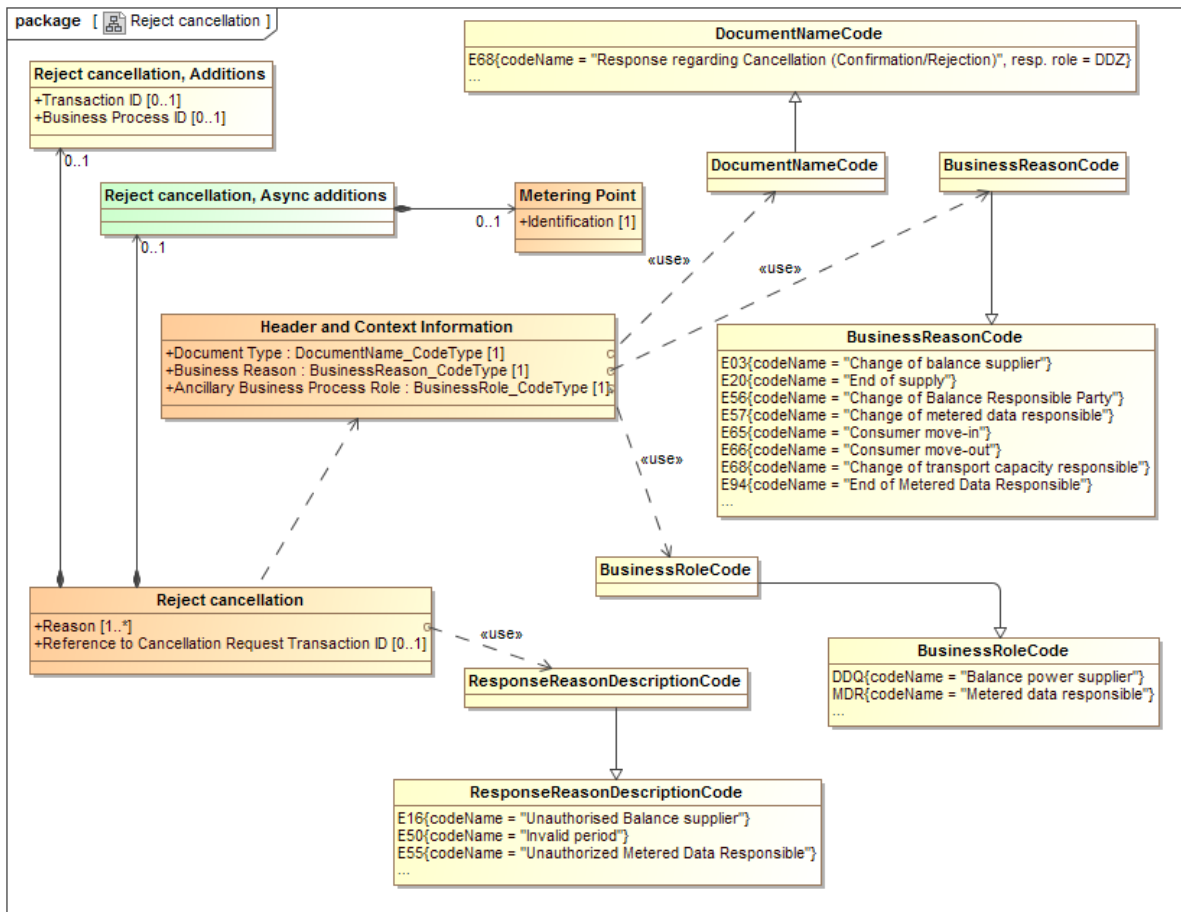 package [ Reject cancellation ]
DocumentNameCode
E68{codeName = "Response regarding Cancellation (Confirmation/Rejection)", resp. role = DDZ}
...
Reject cancellation, Additions
+Transaction ID [0..1]
+Business Process ID [0..1]
0..1
DocumentNameCode
BusinessReasonCode
Reject cancellation, Async additions
0..1
Metering Point
+Identification [1]
0..1
«use»
«use»
Header and Context Information
+Document Type : DocumentName_CodeType [1]
+Business Reason : BusinessReason_CodeType [1]
+Ancillary Business Process Role : BusinessRole_CodeType [1]
BusinessReasonCode
E03{codeName = "Change of balance supplier"}
E20{codeName = "End of supply"}
E56{codeName = "Change of Balance Responsible Party"}
E57{codeName = "Change of metered data responsible"}
E65{codeName = "Consumer move-in"}
E66{codeName = "Consumer move-out"}
E68{codeName = "Change of transport capacity responsible"}
E94{codeName = "End of Metered Data Responsible"}
...
«use»
BusinessRoleCode
Reject cancellation
+Reason [1..*]
+Reference to Cancellation Request Transaction ID [0..1]
«use»
BusinessRoleCode
DDQ{codeName = "Balance power supplier"}
MDR{codeName = "Metered data responsible"}
...
ResponseReasonDescriptionCode
ResponseReasonDescriptionCode
E16{codeName = "Unauthorised Balance supplier"}
E50{codeName = "Invalid period"}
E55{codeName = "Unauthorized Metered Data Responsible"}
...